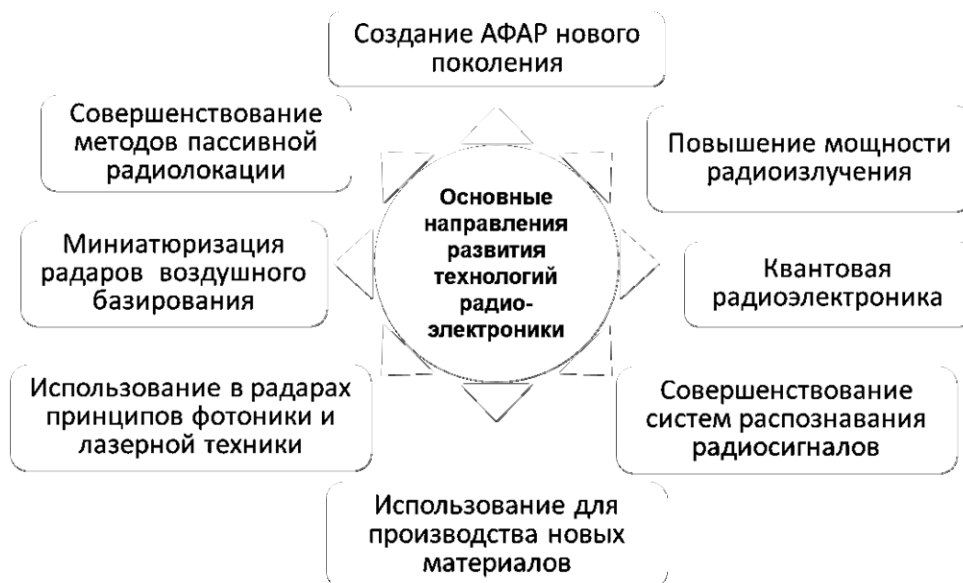 Создание АФАР нового
поколения
Совершенствование
методов пассивной
радиолокации
Повышение мощности
радиоизлучения
Основные
направления
развития
технологий
радио-
электроники
Миниатюризация
радаров воздушного
базирования
Квантовая
радиоэлектроника
Использование в радарах
принципов фотоники и
лазерной техники
Совершенствование
систем распознавания
радиосигналов
Использование для
производства новых
материалов